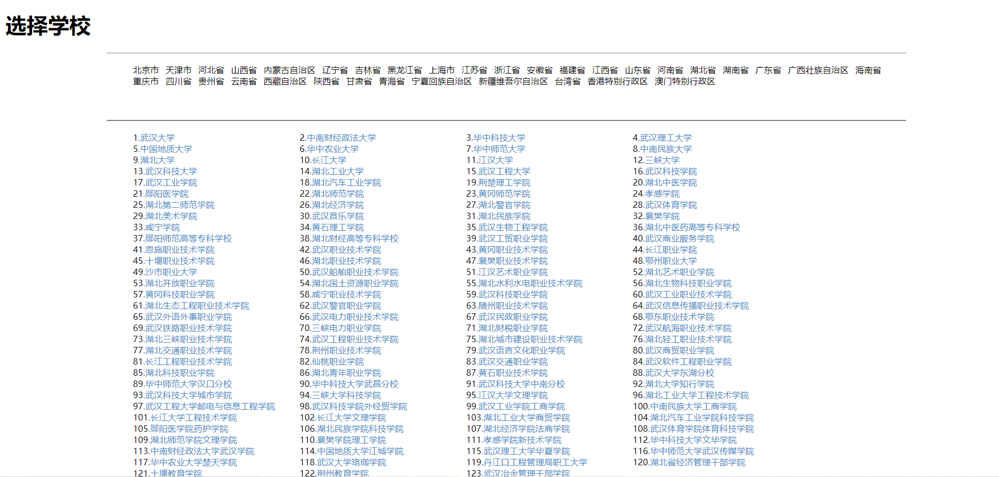 选择学校
北京市 天津市 河北省 山西省 内蒙古自治区 辽宁省 吉林省 黑龙江省 上海市 江苏省 浙江省 安徽省 福建省 江西省 山东省 河南省 湖北省 湖南省 广东省 广西壮族自治区 海南省
重庆市 四川省 贵州省 云南省 西藏自治区 陕西省 甘肃省 青海省 宁夏回族自治区 新疆维吾尔自治区 台湾省 香港特别行政区 澳门特别行政区
1.武汉大学 2.中南财经政法大学 3.华中科技大学 4.武汉理工大学
5.中国地质大学 6.华中农业大学 7.华中师范大学 8.中南民族大学
9.湖北大学 10.长江大学 11.江汉大学 12.三峡大学
13.武汉科技大学 14.湖北工业大学 15.武汉工程大学 16.武汉科技学院
17.武汉工业学院 18.湖北汽车工业学院 19.荆楚理工学院 20.湖北中医学院
21.郧阳医学院 22.湖北师范学院 23.黄冈师范学院 24.孝感学院
25.湖北第二师范学院 26.湖北经济学院 27.湖北警官学院 28.武汉体育学院
29.湖北美术学院 30.武汉音乐学院 31.湖北民族学院 32.襄樊学院
33.咸宁学院 34.黄石理工学院 35.武汉生物工程学院 36.湖北中医药高等专科学校
37.郧阳师范高等专科学校 38.湖北财经高等专科学校 39.武汉工贸职业学院 40.武汉商业服务学院
41.恩施职业技术学院 42.武汉职业技术学院 43.黄冈职业技术学院 44.长江职业学院
45.十堰职业技术学院 46.湖北职业技术学院 47.襄樊职业技术学院 48.鄂州职业大学
49.沙市职业大学 50.武汉船舶职业技术学院 51.江汉艺术职业学院 52.湖北艺术职业学院
53.湖北开放职业学院 54.湖北国土资源职业学院 55.湖北水利水电职业技术学院 56.湖北生物科技职业学院
57.黄冈科技职业学院 58.咸宁职业技术学院 59.武汉科技职业学院 60.武汉工业职业技术学院
61.湖北生态工程职业技术学院 62.武汉警官职业学院 63.随州职业技术学院 64.武汉信息传播职业技术学院
65.武汉外语外事职业学院 66.武汉电力职业技术学院 67.武汉民政职业学院 68.鄂东职业技术学院
69.武汉铁路职业技术学院 70.三峡电力职业学院 71.湖北财税职业学院 72.武汉航海职业技术学院
73.湖北三峡职业技术学院 74.武汉工程职业技术学院 75.湖北城市建设职业技术学院 76.湖北轻工职业技术学院
77.湖北交通职业技术学院 78.荆州职业技术学院 79.武汉语言文化职业学院 80.武汉商贸职业学院
81.长江工程职业技术学院 82.仙桃职业学院 83.武汉交通职业学院 84.武汉软件工程职业学院
85.湖北科技职业学院 86.湖北青年职业学院 87.黄石职业技术学院 88.武汉大学东湖分校
89.华中师范大学汉口分校 90.华中科技大学武昌分校 91.武汉科技大学中南分校 92.湖北大学知行学院
93.武汉科技大学城市学院 94.三峡大学科技学院 95.江汉大学文理学院 96.湖北工业大学工程技术学院
97.武汉工程大学邮电与信息工程学院 98.武汉科技学院外经贸学院 99.武汉工业学院工商学院 100.中南民族大学工商学院
101.长江大学工程技术学院 102.长江大学文理学院 103.湖北工业大学商贸学院 104.湖北汽车工业学院科技学院
105.郧阳医学院药护学院 106.湖北民族学院科技学院 107.湖北经济学院法商学院 108.武汉体育学院体育科技学院
109.湖北师范学院文理学院 110.襄樊学院理工学院 111.孝感学院新技术学院 112.华中科技大学文华学院
113.中南财经政法大学武汉学院 114.中国地质大学江城学院 115.武汉理工大学华夏学院 116.华中师范大学武汉传媒学院
117.华中农业大学楚天学院 118.武汉大学珞珈学院 119.丹江口工程管理局职工大学 120.湖北省经济管理干部学院
121.十堰教育学院 122.荆州教育学院 123.武汉冶金管理干部学院